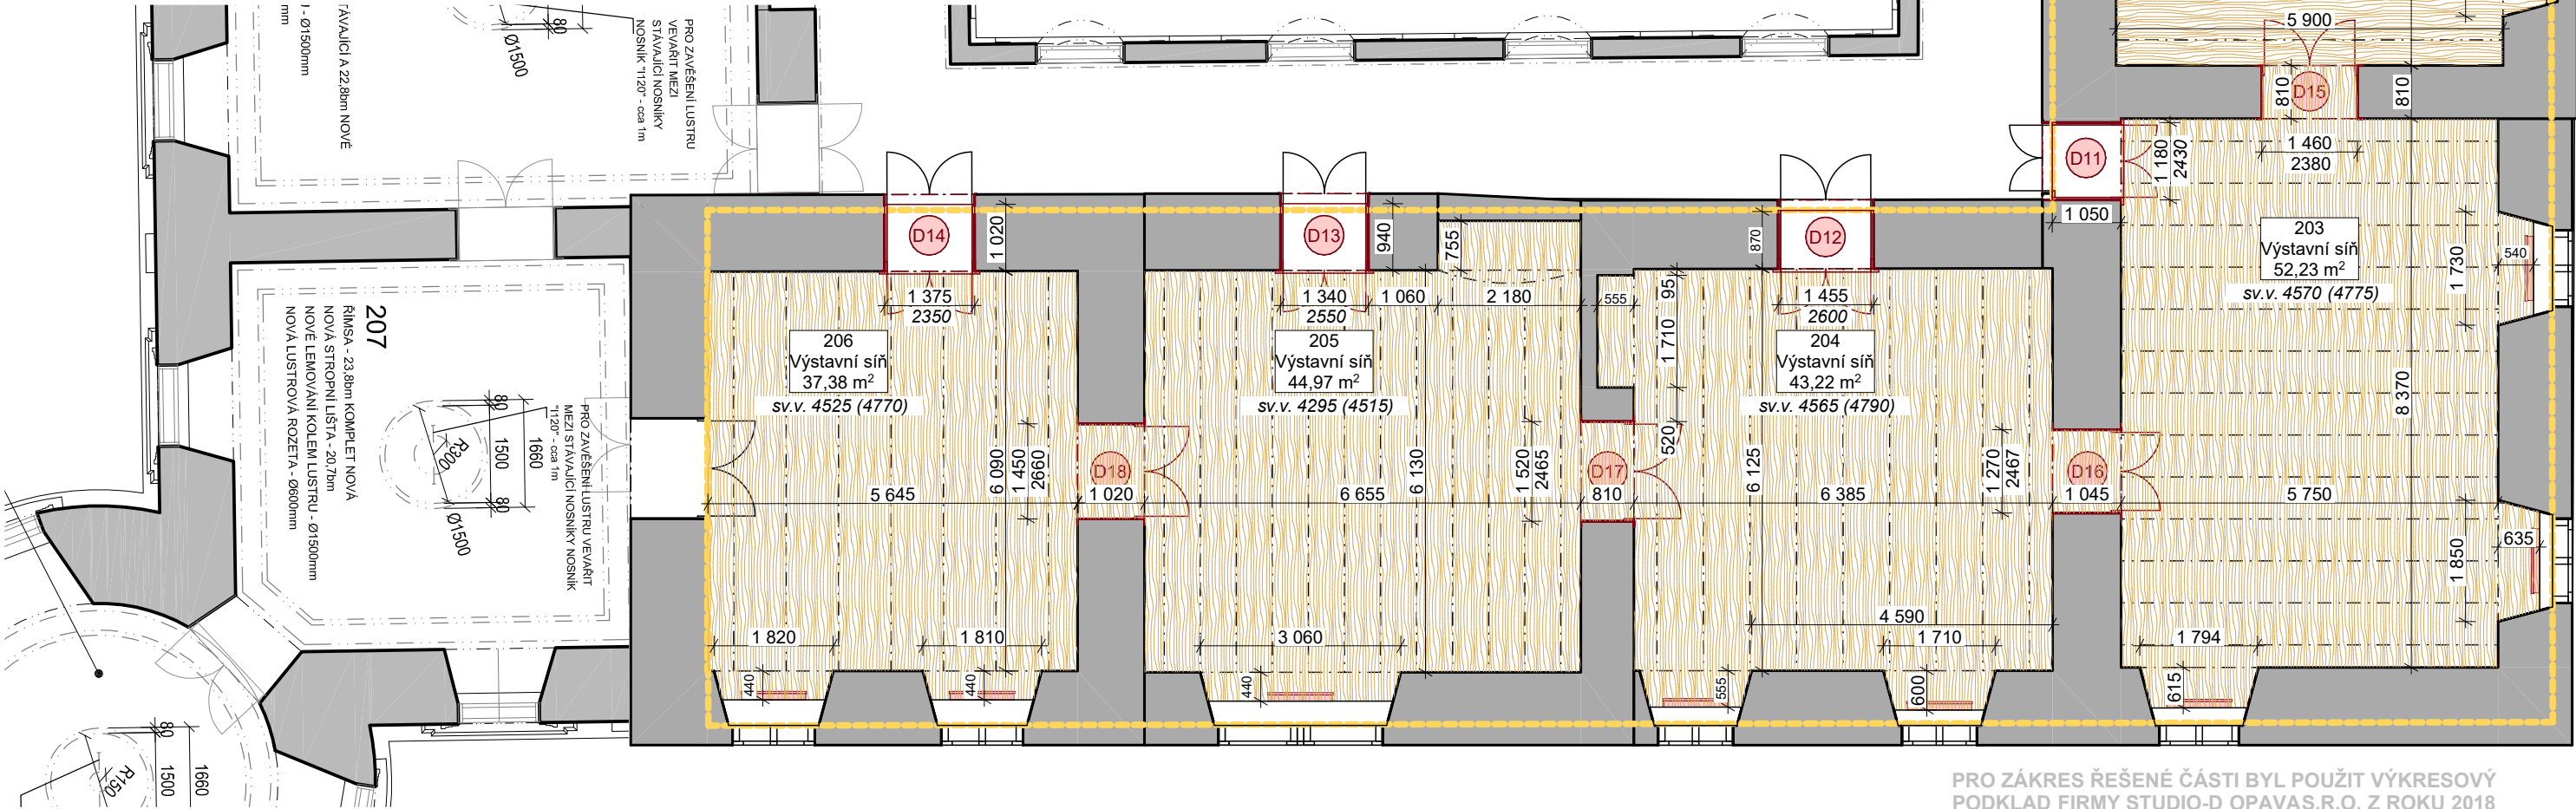 TÁVAJÍCÍ A 22,8bm NOVÉ
- Ø1500mm
mm
80
Ø1500
PRO ZAVĚŠENÍ LUSTRU
VEVAŘIT MEZI
STÁVAJÍCÍ NOSNÍKY
NOSNÍK "I120" - cca 1m
5 900
D15
810
810
1 460
2380
D11
1 180
2430
1 050
203
Výstavní síň
52,23 m²
sv.v. 4570 (4775)
1 730
540
8 370
D14
1 020
D13
940
755
D12
870
1 375
2350
1 340
2550
1 060
2 180
555
95
1 710
1 455
2600
206
Výstavní síň
37,38 m²
sv.v. 4525 (4770)
205
Výstavní síň
44,97 m²
sv.v. 4295 (4515)
204
Výstavní síň
43,22 m²
sv.v. 4565 (4790)
207
ŘÍMSA - 23,8bm KOMPLET NOVÁ
NOVÁ STROPNÍ LIŠTA - 20,7bm
NOVÉ LEMOVÁNÍ KOLEM LUSTRU - Ø1500mm
NOVÁ LUSTROVÁ ROZETA - Ø600mm
PRO ZAVĚŠENÍ LUSTRU VEVAŘIT
MEZI STÁVAJÍCÍ NOSNÍKY NOSNÍK
"I120" - cca 1m
80
1500
80
1660
R300
Ø1500
5 645
6 090
1 450
2690
D18
1 020
6 655
6 130
1 520
2465
D17
810
520
6 125
6 385
1 270
2467
D16
1 045
5 750
1 850
635
1 820
1 810
3 060
4 590
1 710
1 794
440
440
440
555
600
615
80
1500
1660
R150
PRO ZÁKRES ŘEŠENÉ ČÁSTI BYL POUŽIT VÝKRESOVÝ
PODKLAD FIRMY STUDIO-D OPAVAS.R.O. Z ROKU 2018